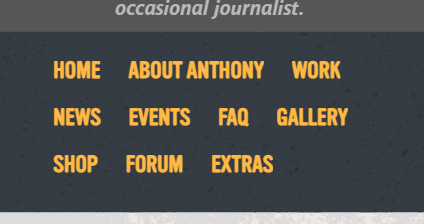 occasional journalist.
HOME ABOUT ANTHONY WORK
NEWS EVENTS FAQ GALLERY
SHOP FORUM EXTRAS